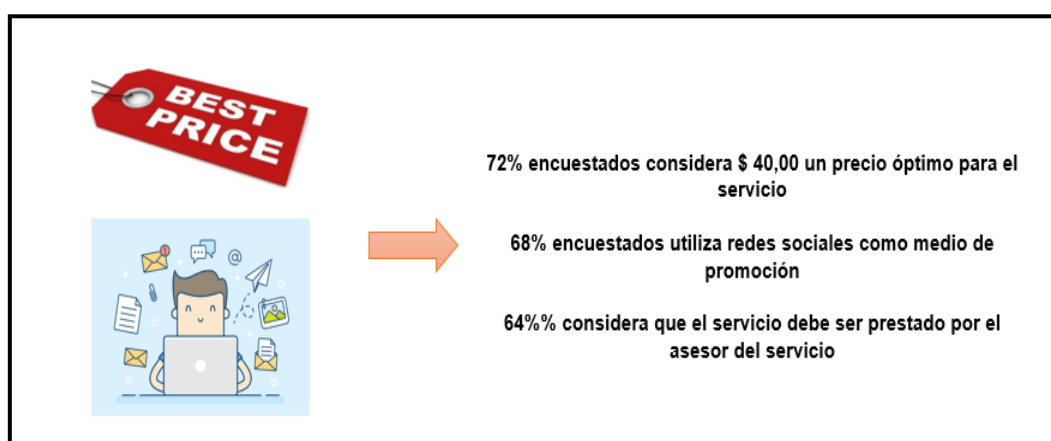 BEST
PRICE
72% encuestados considera $ 40,00 un precio óptimo para el
servicio
68% encuestados utiliza redes sociales como medio de
promoción
64%% considera que el servicio debe ser prestado por el
asesor del servicio
@